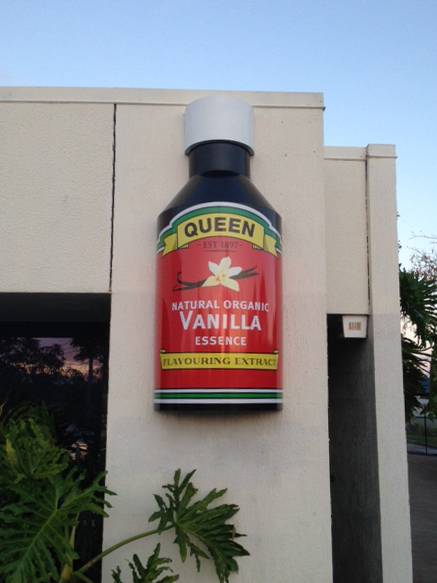 QUEEN
-EST 1897-
NATURAL ORGANIC
VANILLA
ESSENCE
FLAVOURING EXTRACT